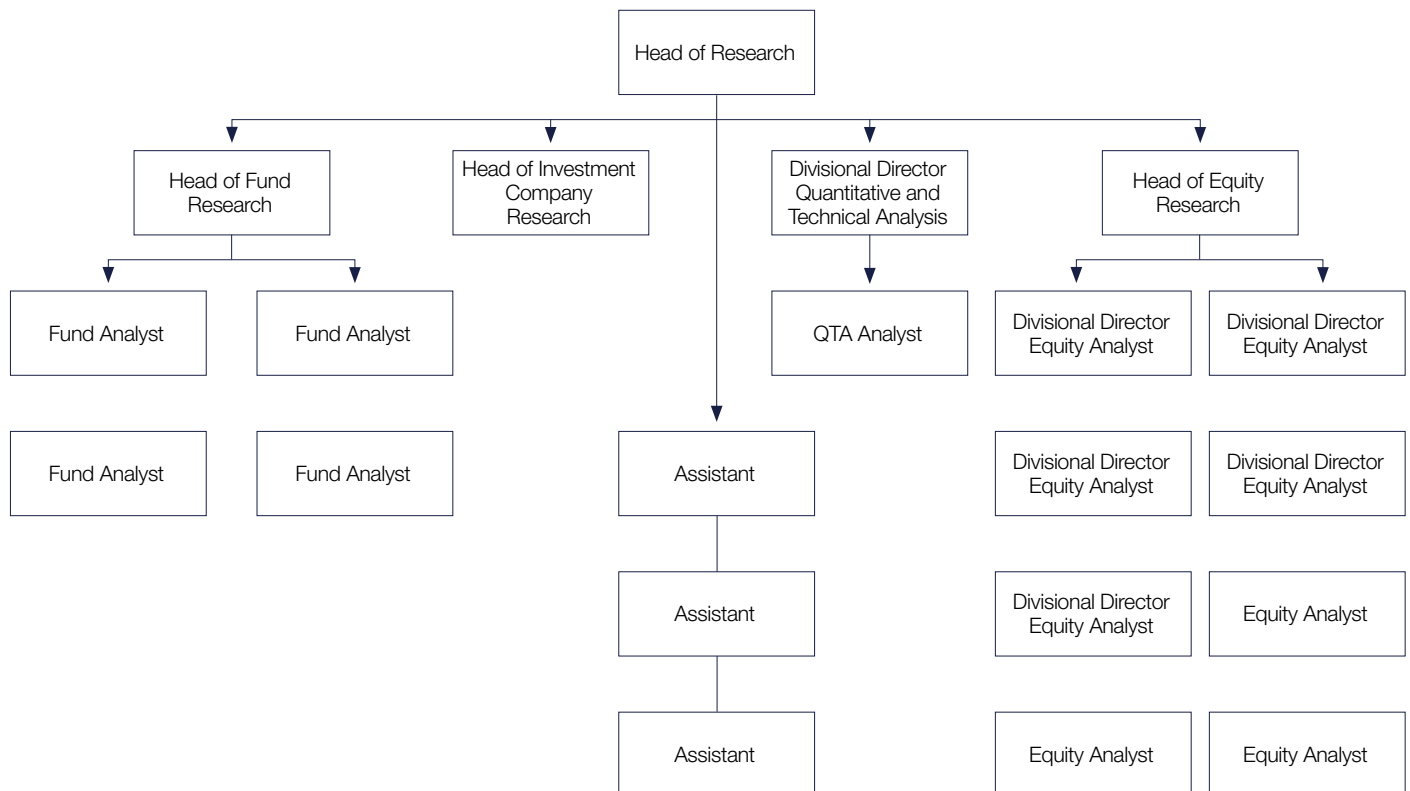 Head of Research
Head of Fund
Research
Head of Investment
Company
Research
Divisional Director
Quantitative and
Technical Analysis
Head of Equity
Research
Fund Analyst
Fund Analyst
QTA Analyst
Divisional Director
Equity Analyst
Divisional Director
Equity Analyst
Fund Analyst
Fund Analyst
Assistant
Divisional Director
Equity Analyst
Divisional Director
Equity Analyst
Assistant
Divisional Director
Equity Analyst
Equity Analyst
Assistant
Equity Analyst
Equity Analyst